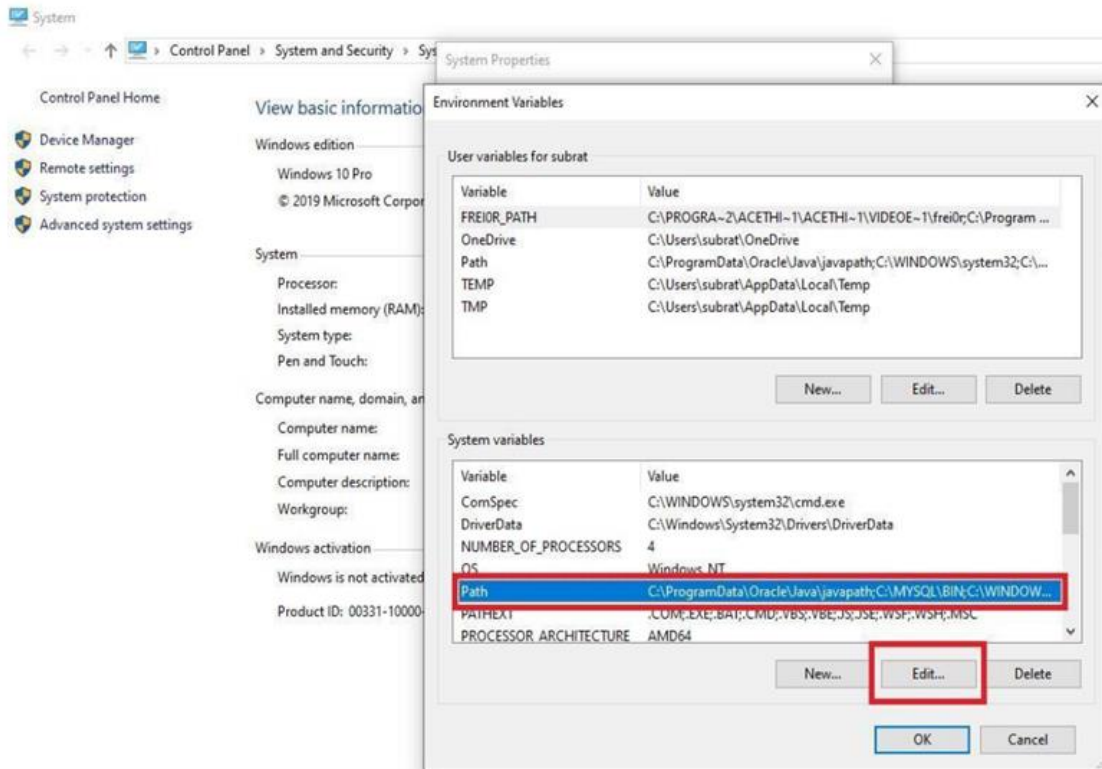 System
Control Panel > System and Security > Sys
Control Panel Home
Device Manager
Remote settings
System protection
Advanced system settings
View basic informatio
Windows edition
Windows 10 Pro
© 2019 Microsoft Corpor
System
Processor:
Installed memory (RAM):
System type:
Pen and Touch:
Computer name, domain, an
Computer name:
Full computer name:
Computer description:
Workgroup:
Windows activation
Windows is not activated
Product ID: 00331-10000-
System Properties
Environment Variables
User variables for subrat
Variable Value
FREI0R_PATH C:\PROGRA~2\ACETHI~1\ACETHI~1\VIDEOE~1\frei0r;C:\Program ...
OneDrive C:\Users\subrat\OneDrive
Path C:\ProgramData\Oracle\Java\javapath;C:\WINDOWS\system32;C:\...
TEMP C:\Users\subrat\AppData\Local\Temp
TMP C:\Users\subrat\AppData\Local\Temp
New... Edit... Delete
System variables
Variable Value
ComSpec C:\WINDOWS\system32\cmd.exe
DriverData C:\Windows\System32\Drivers\DriverData
NUMBER_OF_PROCESSORS 4
OS Windows_NT
Path C:\ProgramData\Oracle\Java\javapath;C:\MYSQL\BIN;C:\WINDOW...
PATHEXT .COM;.EXE;.BAT;.CMD;.VBS;.VBE;.JS;.JSE;.WSF;.WSH;.MSC
PROCESSOR_ARCHITECTURE AMD64
New... Edit... Delete
OK Cancel